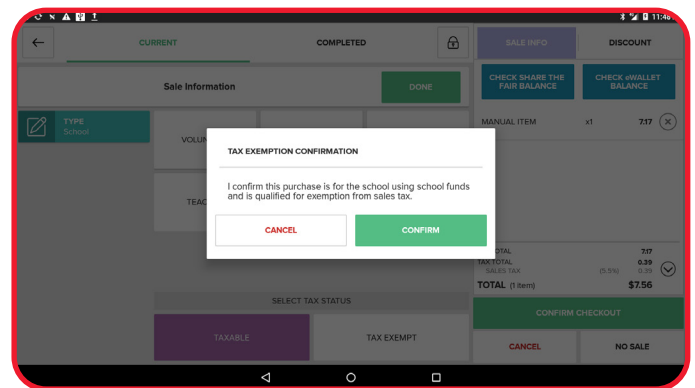 11:48
CURRENT
COMPLETED
SALE INFO
DISCOUNT
Sale Information
DONE
CHECK SHARE THE
FAIR BALANCE
CHECK eWALLET
BALANCE
TYPE
School
MANUAL ITEM x1 7.17
VOLUN
TEAC
TAX EXEMPTION CONFIRMATION
I confirm this purchase is for the school using school funds
and is qualified for exemption from sales tax.
CANCEL
CONFIRM
OTAL 7.17
TAX TOTAL 0.39
SALES TAX (5.5%) 0.39
TOTAL (1 item) $7.56
SELECT TAX STATUS
TAXABLE
TAX EXEMPT
CONFIRM CHECKOUT
CANCEL
NO SALE